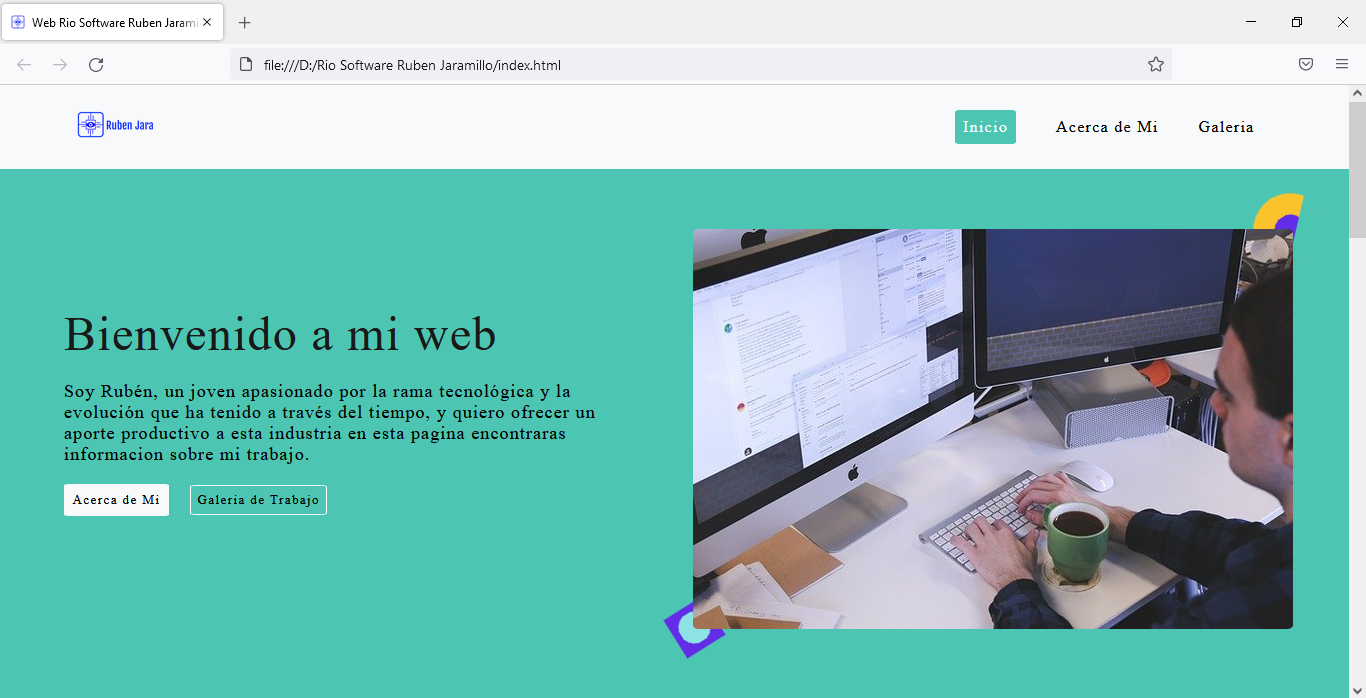 Web Rio Software Ruben Jarami
file:///D:/Rio Software Ruben Jaramillo/index.html
Ruben Jara
Inicio
Acerca de Mi
Galeria
Bienvenido a mi web
Soy Rubén, un joven apasionado por la rama tecnológica y la
evolución que ha tenido a través del tiempo, y quiero ofrecer un
aporte productivo a esta industria en esta pagina encontraras
informacion sobre mi trabajo.
Acerca de Mi
Galeria de Trabajo